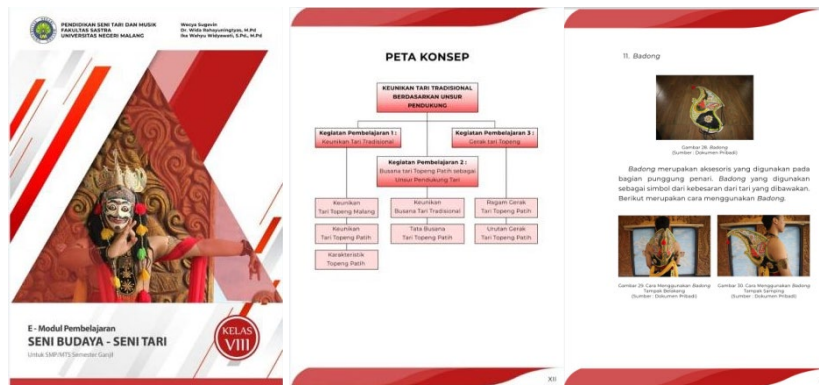 PENDIDIKAN SENI TARI DAN MUSIK
FAKULTAS SASTRA
UNIVERSITAS NEGERI MALANG
Wasya Sugovin
Dr. Wida Rahayuningtyas, M.Pd
Ika Wahyu Widyawati, S.Pd., M.Pd
E - Modul Pembelajaran
SENI BUDAYA - SENI TARI
Untuk SMP/MTS Semester Ganjil
KELAS
VIII
PETA KONSEP
KEUNIKAN TARI TRADISIONAL
BERDASARKAN UNSUR
PENDUKUNG
Kegiatan Pembelajaran 1 :
Keunikan Tari Tradisional
Kegiatan Pembelajaran 3 :
Gerak tari Topeng
Kegiatan Pembelajaran 2 :
Busana tari Topeng Patih sebagai
Unsur Pendukung Tari
Keunikan
Tari Topeng Malang
Keunikan
Busana Tari Tradisional
Ragam Gerak
Tari Topeng Patih
Keunikan
Tari Topeng Patih
Tata Busana
Tari Topeng Patih
Urutan Gerak
Tari Topeng Patih
Karakteristik
Topeng Patih
XII
11. Badong
Gambar 28. Badong
(Sumber : Dokumen Pribadi)
Badong merupakan aksesoris yang digunakan pada
bagian punggung penari. Badong yang digunakan
sebagai simbol dari kebesaran dari tari yang dibawakan.
Berikut merupakan cara menggunakan Badong.
Gambar 29. Cara Menggunakan Badong
Tampak Belakang
(Sumber : Dokumen Pribadi)
Gambar 30. Cara Menggunakan Badong
Tampak Samping
(Sumber : Dokumen Pribadi)